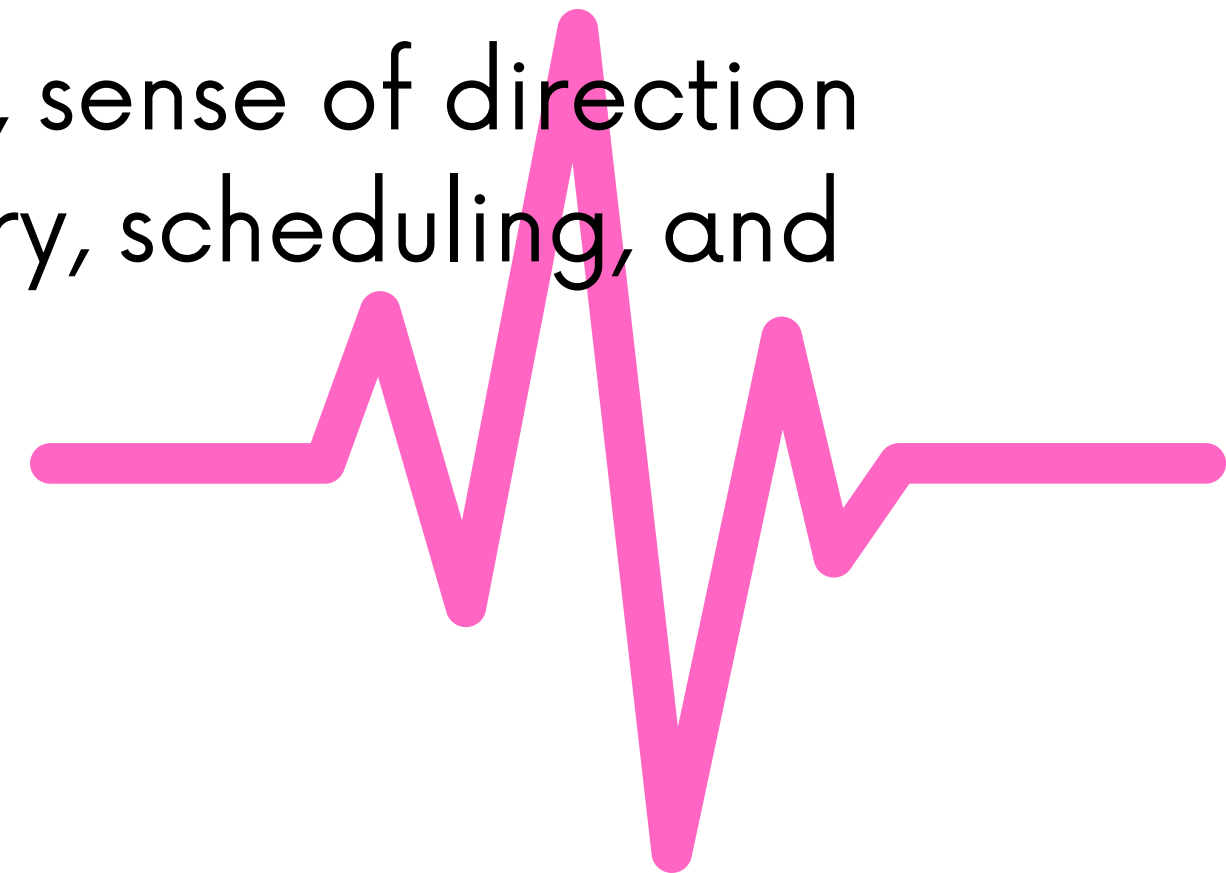 , sense of direction
ry, scheduling, and